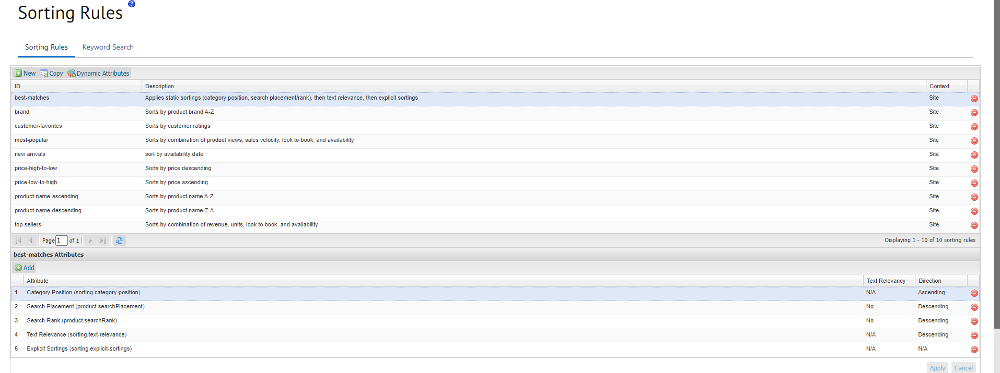 Sorting Rules ?
Sorting Rules Keyword Search
New Copy Dynamic Attributes
ID Description Context
best-matches Applies static sortings (category position, search placement/rank), then text relevance, then explicit sortings Site
brand Sorts by product brand A-Z Site
customer-favorites Sorts by customer ratings Site
most-popular Sorts by combination of product views, sales velocity, look to book, and availability Site
new arrivals sort by availability date Site
price-high-to-low Sorts by price descending Site
price-low-to-high Sorts by price ascending Site
product-name-ascending Sorts by product name A-Z Site
product-name-descending Sorts by product name Z-A Site
top-sellers Sorts by combination of revenue, units, look to book, and availability Site
Page 1 of 1 Displaying 1 - 10 of 10 sorting rules
best-matches Attributes
Add
Attribute Text Relevancy Direction
1 Category Position (sorting.category-position) N/A Ascending
2 Search Placement (product.searchPlacement) No Descending
3 Search Rank (product.searchRank) No Descending
4 Text Relevance (sorting.text-relevance) N/A Descending
5 Explicit Sortings (sorting.explicit-sortings) N/A N/A
Apply Cancel